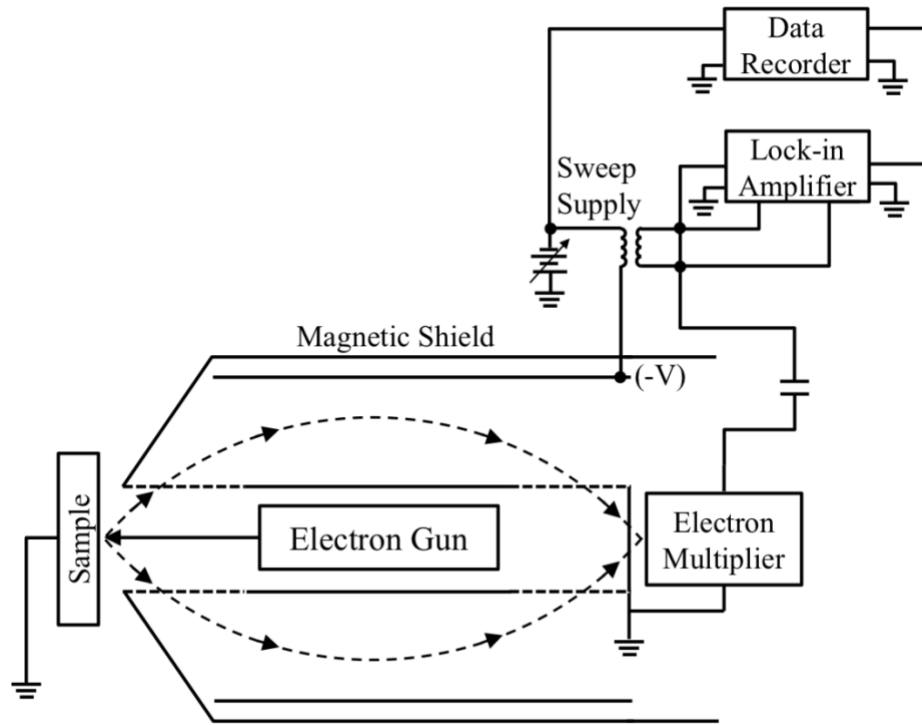 Data
Recorder
Lock-in
Amplifier
Sweep
Supply
Magnetic Shield
(-V)
Sample
Electron Gun
Electron
Multiplier